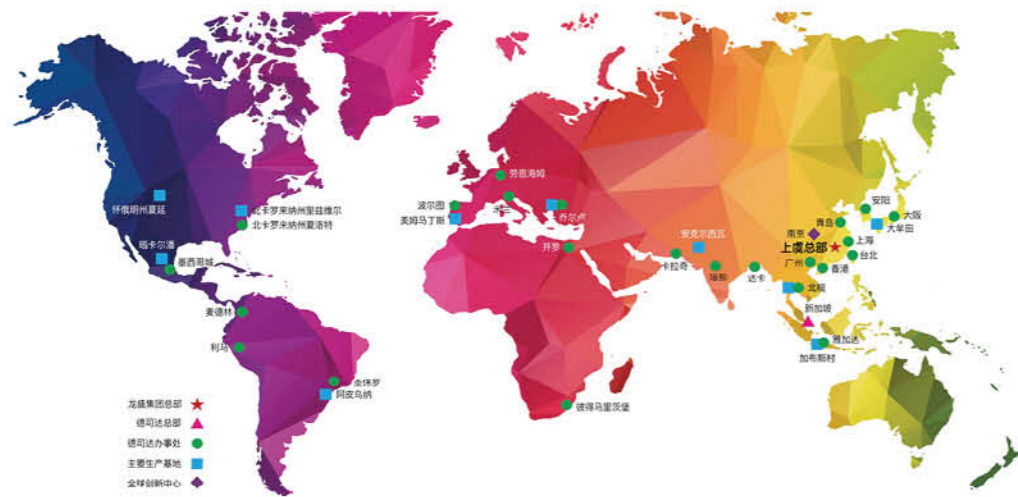 劳恩海姆
波尔图
米兰
美姆马丁斯
乔尔卢
开罗
怀俄明州夏延
北卡罗来纳州里兹维尔
北卡罗来纳州夏洛特
塔卡尔潘
墨西哥城
安阳
青岛
大阪
大牟田
南京
上虞总部
上海
台北
广州
香港
安克尔西瓦
卡拉奇
达卡
北榄
新加坡
雅加达
加布斯村
麦德林
利马
圣保罗
阿皮乌纳
彼得马里茨堡
龙盛集团总部
德司达总部
德司达办事处
主要生产基地
全球创新中心